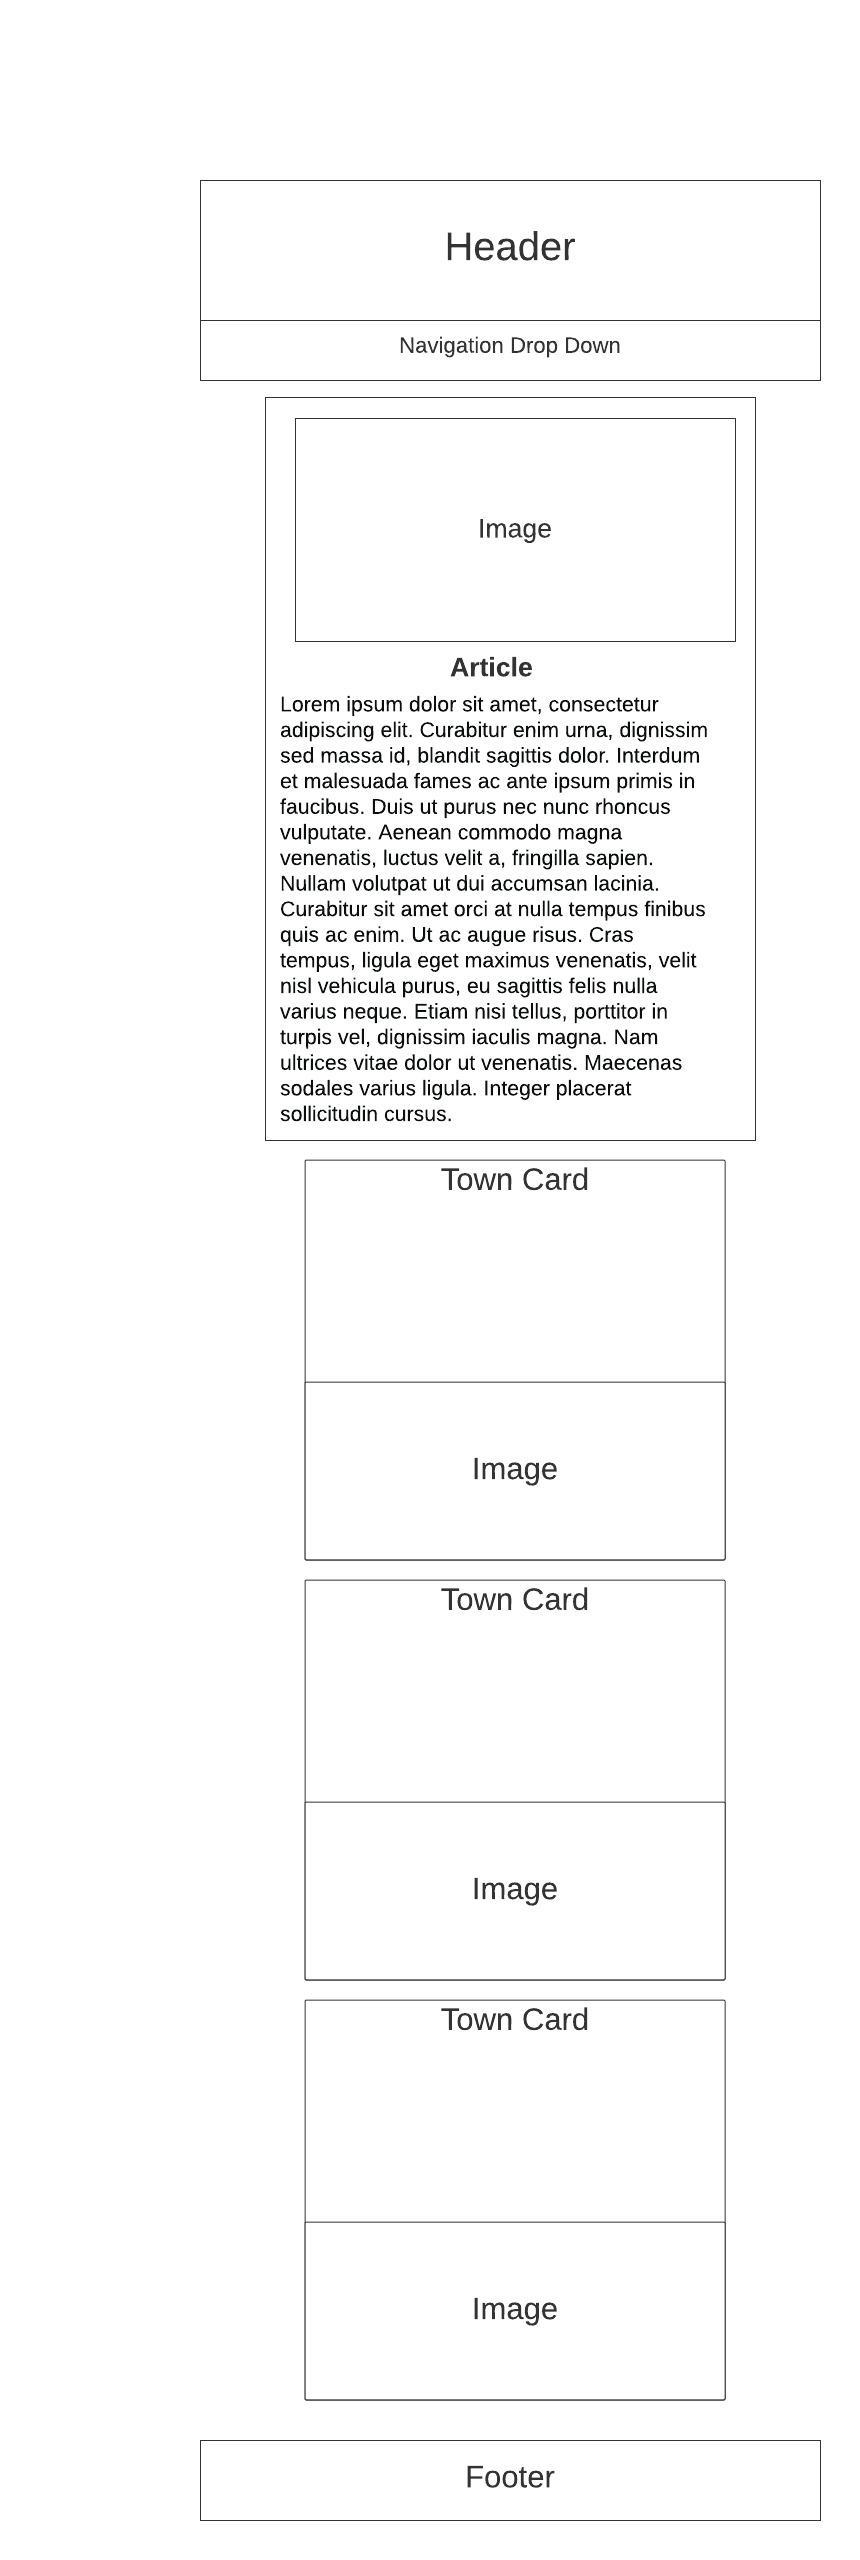 Header
Navigation Drop Down
Image
Article
Lorem ipsum dolor sit amet, consectetur
adipiscing elit. Curabitur enim urna, dignissim
sed massa id, blandit sagittis dolor. Interdum
et malesuada fames ac ante ipsum primis in
faucibus. Duis ut purus nec nunc rhoncus
vulputate. Aenean commodo magna
venenatis, luctus velit a, fringilla sapien.
Nullam volutpat ut dui accumsan lacinia.
Curabitur sit amet orci at nulla tempus finibus
quis ac enim. Ut ac augue risus. Cras
tempus, ligula eget maximus venenatis, velit
nisl vehicula purus, eu sagittis felis nulla
varius neque. Etiam nisi tellus, porttitor in
turpis vel, dignissim iaculis magna. Nam
ultrices vitae dolor ut venenatis. Maecenas
sodales varius ligula. Integer placerat
sollicitudin cursus.
Town Card
Image
Town Card
Image
Town Card
Image
Footer